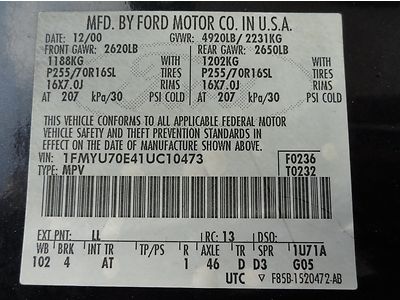 MFD. BY FORD MOTOR CO. IN U.S.A.
DATE: 12/00 GVWR: 4920LB/ 2231KG
FRONT GAWR: 2620LB REAR GAWR: 2650LB
1188KG WITH 1202KG WITH
P255/70R16SL TIRES P255/70R16SL TIRES
16X7.0J RIMS 16X7.0J RIMS
AT 207 kPa/30 PSI COLD AT 207 kPa/30 PSI COLD
THIS VEHICLE CONFORMS TO ALL APPLICABLE FEDERAL MOTOR
VEHICLE SAFETY AND THEFT PREVENTION STANDARDS IN
EFFECT ON THE DATE OF MANUFACTURE SHOWN ABOVE.
VIN: 1FMYU70E41UC10473 F0236
TYPE: MPV T0232
EXT PNT: LL RC: 13 DSO:
WB BRK INT TR TP/PS R AXLE TR SPR 1U71A
102 4 AT 1 46 D D3 G05
UTC ▽ F85B-1520472-AB